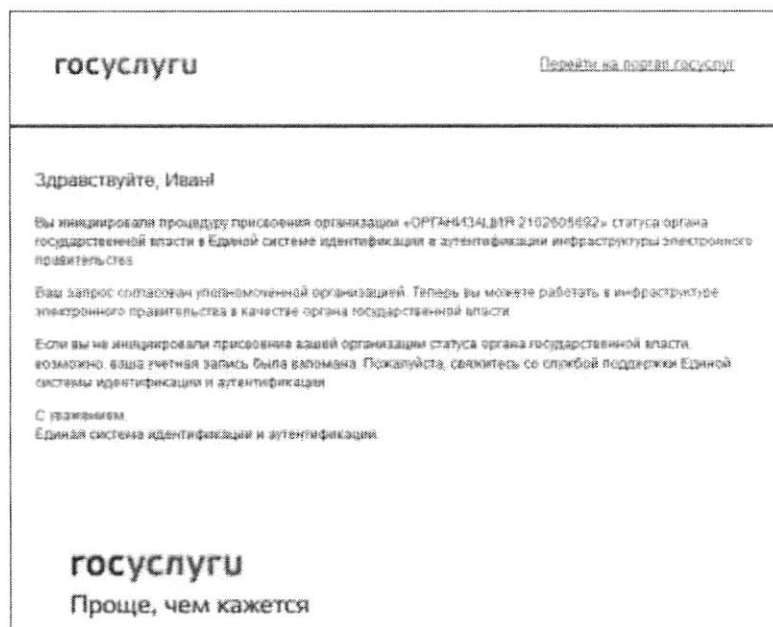 госуслуги
Перейти на портал госуслуг
Здравствуйте, Иван!
Вы инициировали процедуру присвоения организации «ОРГАНИЗАЦИЯ 2102605692» статуса органа
государственной власти в Единой системе идентификации и аутентификации инфраструктуры электронного
правительства.
Ваш запрос согласован уполномоченной организацией. Теперь вы можете работать в инфраструктуре
электронного правительства в качестве органа государственной власти.
Если вы не инициировали присвоение вашей организации статуса органа государственной власти,
возможно, ваша учетная запись была взломана. Пожалуйста, свяжитесь со службой поддержки Единой
системы идентификации и аутентификации.
С уважением,
Единая система идентификации и аутентификации.
госуслуги
Проще, чем кажется